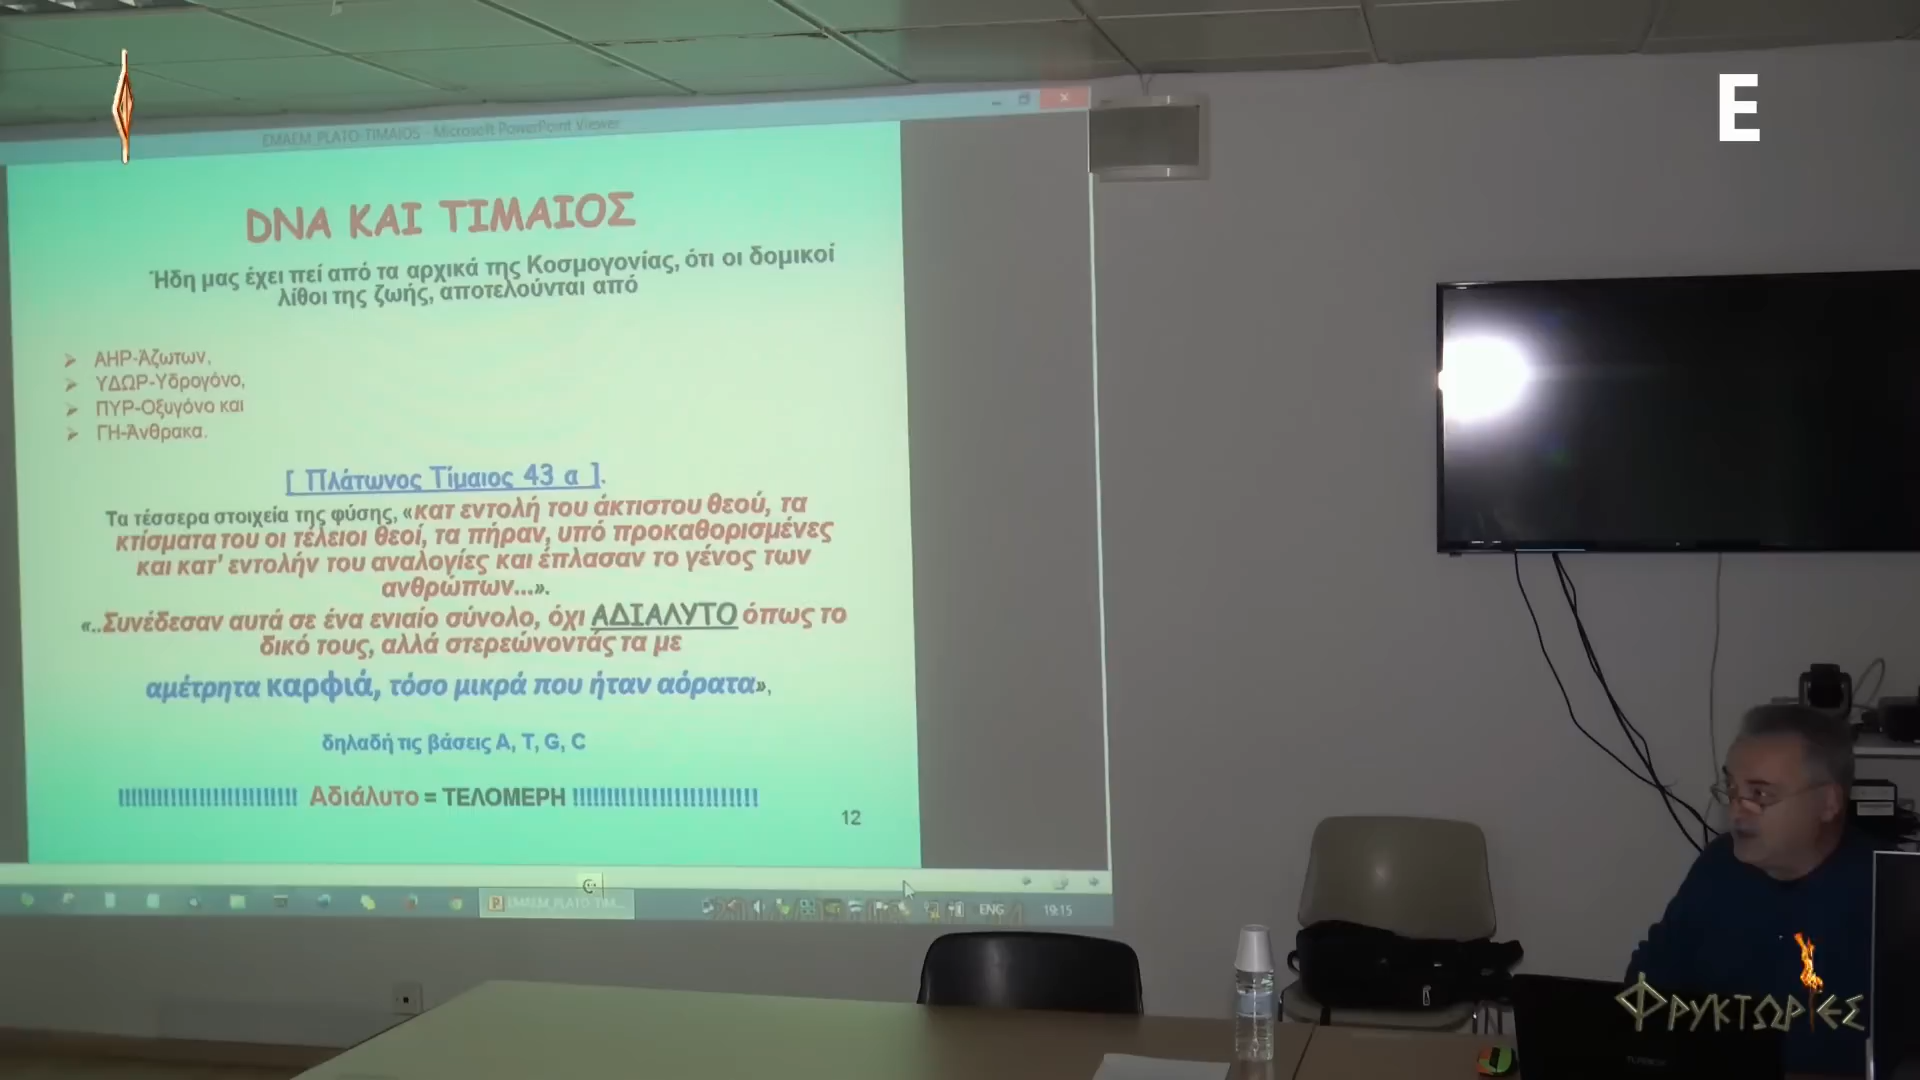 E
EMAEM_PLATO-TIMAIOS - Microsoft PowerPoint Viewer
DNA ΚΑΙ ΤΙΜΑΙΟΣ
Ήδη μας έχει πεί από τα αρχικά της Κοσμογονίας, ότι οι δομικοί
λίθοι της ζωής, αποτελούνται από
➢ ΑΗΡ-Άζωτων,
➢ ΥΔΩΡ-Υδρογόνο,
➢ ΠΥΡ-Οξυγόνο και
➢ ΓΗ-Άνθρακα.
[ Πλάτωνος Τίμαιος 43 α ].
Τα τέσσερα στοιχεία της φύσης, «κατ εντολή του άκτιστου θεού, τα
κτίσματα του οι τέλειοι θεοί, τα πήραν, υπό προκαθορισμένες
και κατ' εντολήν του αναλογίες και έπλασαν το γένος των
ανθρώπων...».
«..Συνέδεσαν αυτά σε ένα ενιαίο σύνολο, όχι ΑΔΙΑΛΥΤΟ όπως το
δικό τους, αλλά στερεώνοντάς τα με
αμέτρητα καρφιά, τόσο μικρά που ήταν αόρατα»,
δηλαδή τις βάσεις A, T, G, C
!!!!!!!!!!!!!!!!!!!!!!!!!! Αδιάλυτο = ΤΕΛΟΜΕΡΗ !!!!!!!!!!!!!!!!!!!!!!!!!!!
12
EMAEM_PLATO-TIM...
ENG
19:15
ΦΡΥΚΤΩΡΙΕΣ